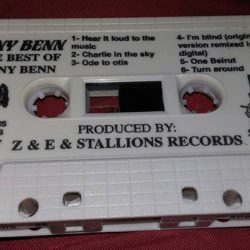 NY BENN
E BEST OF
NY BENN
1- Hear it loud to the
music
2- Charlie in the sky
3- Ode to otis
4- I'm blind (origin
version remixed in
digital)
5- One Beirut
6- Turn around
PRODUCED BY:
Z & E & STALLIONS RECORDS